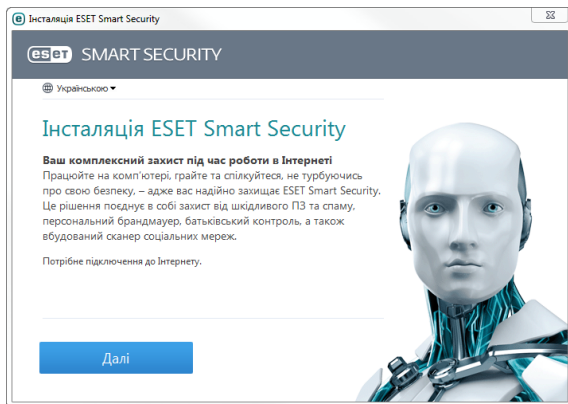 Інсталяція ESET Smart Security
eset SMART SECURITY
Українською
Інсталяція ESET Smart Security
Ваш комплексний захист під час роботи в Інтернеті
Працюйте на комп'ютері, грайте та спілкуйтеся, не турбуючись
про свою безпеку, – адже вас надійно захищає ESET Smart Security.
Це рішення поєднує в собі захист від шкідливого ПЗ та спаму,
персональний брандмауер, батьківський контроль, а також
вбудований сканер соціальних мереж.
Потрібне підключення до Інтернету.
Далі